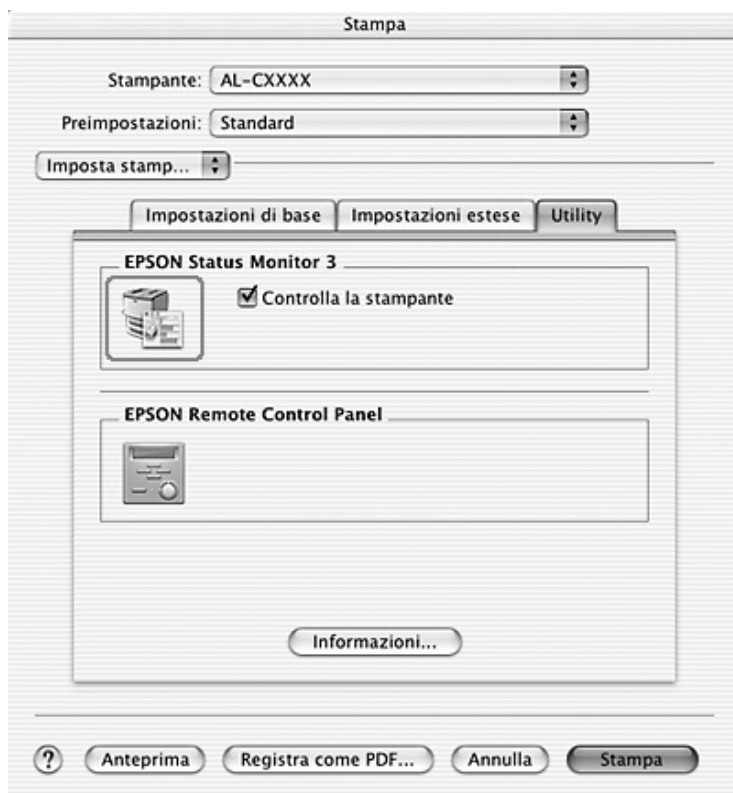 Stampa
Stampante: AL-CXXXX
Preimpostazioni: Standard
Imposta stamp...
Impostazioni di base Impostazioni estese Utility
EPSON Status Monitor 3
Controlla la stampante
EPSON Remote Control Panel
Informazioni...
? Anteprima Registra come PDF... Annulla Stampa